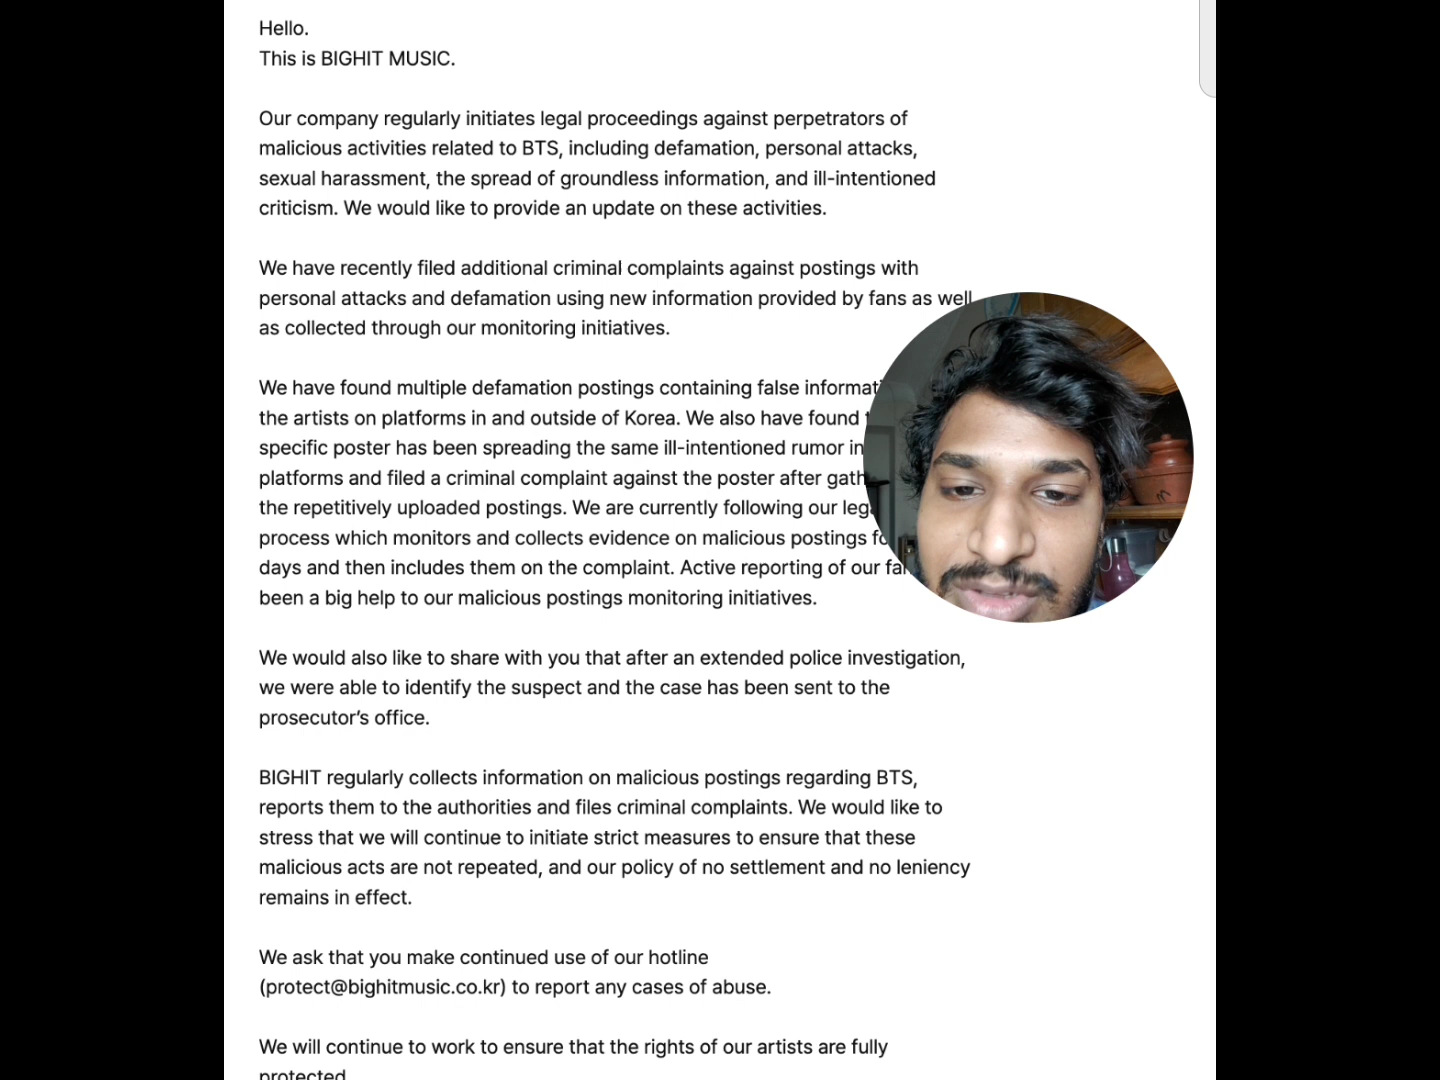 Hello.
This is BIGHIT MUSIC.
Our company regularly initiates legal proceedings against perpetrators of
malicious activities related to BTS, including defamation, personal attacks,
sexual harassment, the spread of groundless information, and ill-intentioned
criticism. We would like to provide an update on these activities.
We have recently filed additional criminal complaints against postings with
personal attacks and defamation using new information provided by fans as well
as collected through our monitoring initiatives.
We have found multiple defamation postings containing false
the artists on platforms in and outside of Korea. We also have found
specific poster has been spreading the same ill-intentioned rumor in
platforms and filed a criminal complaint against the poster after
the repetitively uploaded postings. We are currently following our
process which monitors and collects evidence on malicious postings
days and then includes them on the complaint. Active reporting of our
been a big help to our malicious postings monitoring initiatives.
We would also like to share with you that after an extended police investigation,
we were able to identify the suspect and the case has been sent to the
prosecutor’s office.
BIGHIT regularly collects information on malicious postings regarding BTS,
reports them to the authorities and files criminal complaints. We would like to
stress that we will continue to initiate strict measures to ensure that these
malicious acts are not repeated, and our policy of no settlement and no leniency
remains in effect.
We ask that you make continued use of our hotline
(protect@bighitmusic.co.kr) to report any cases of abuse.
We will continue to work to ensure that the rights of our artists are fully
protected